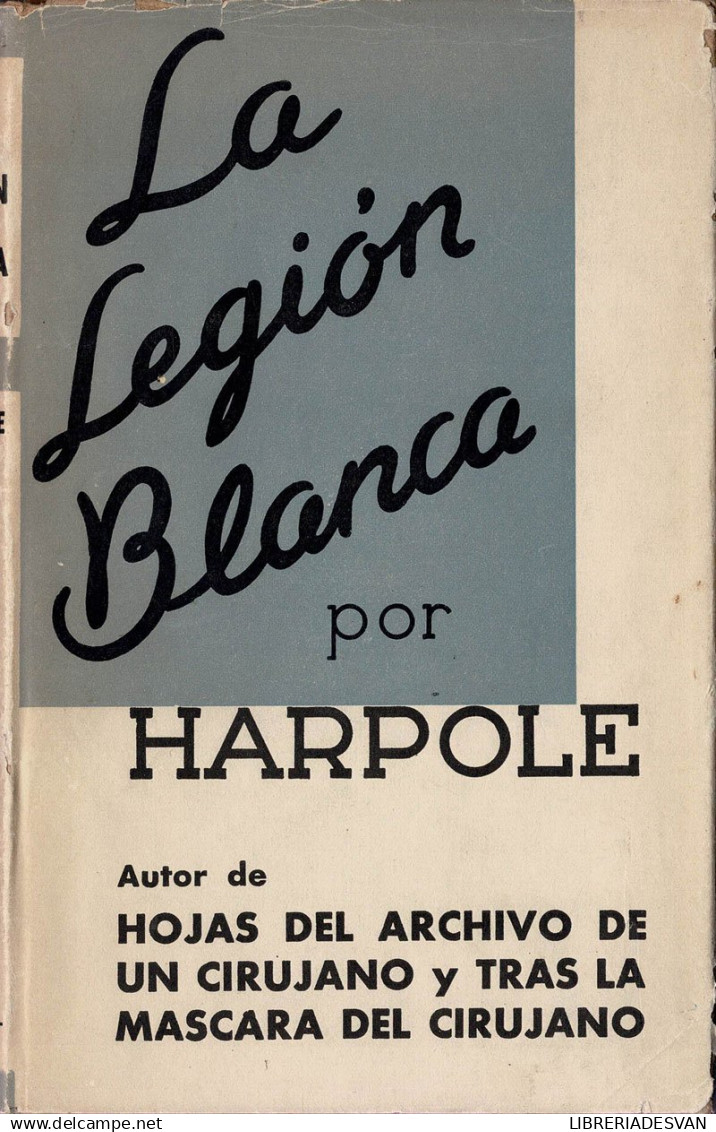 La
Legión
Blanca
por
HARPOLE
Autor de
HOJAS DEL ARCHIVO DE
UN CIRUJANO y TRAS LA
MASCARA DEL CIRUJANO
N
A
E
delcampe.net
LIBRERIADESVAN